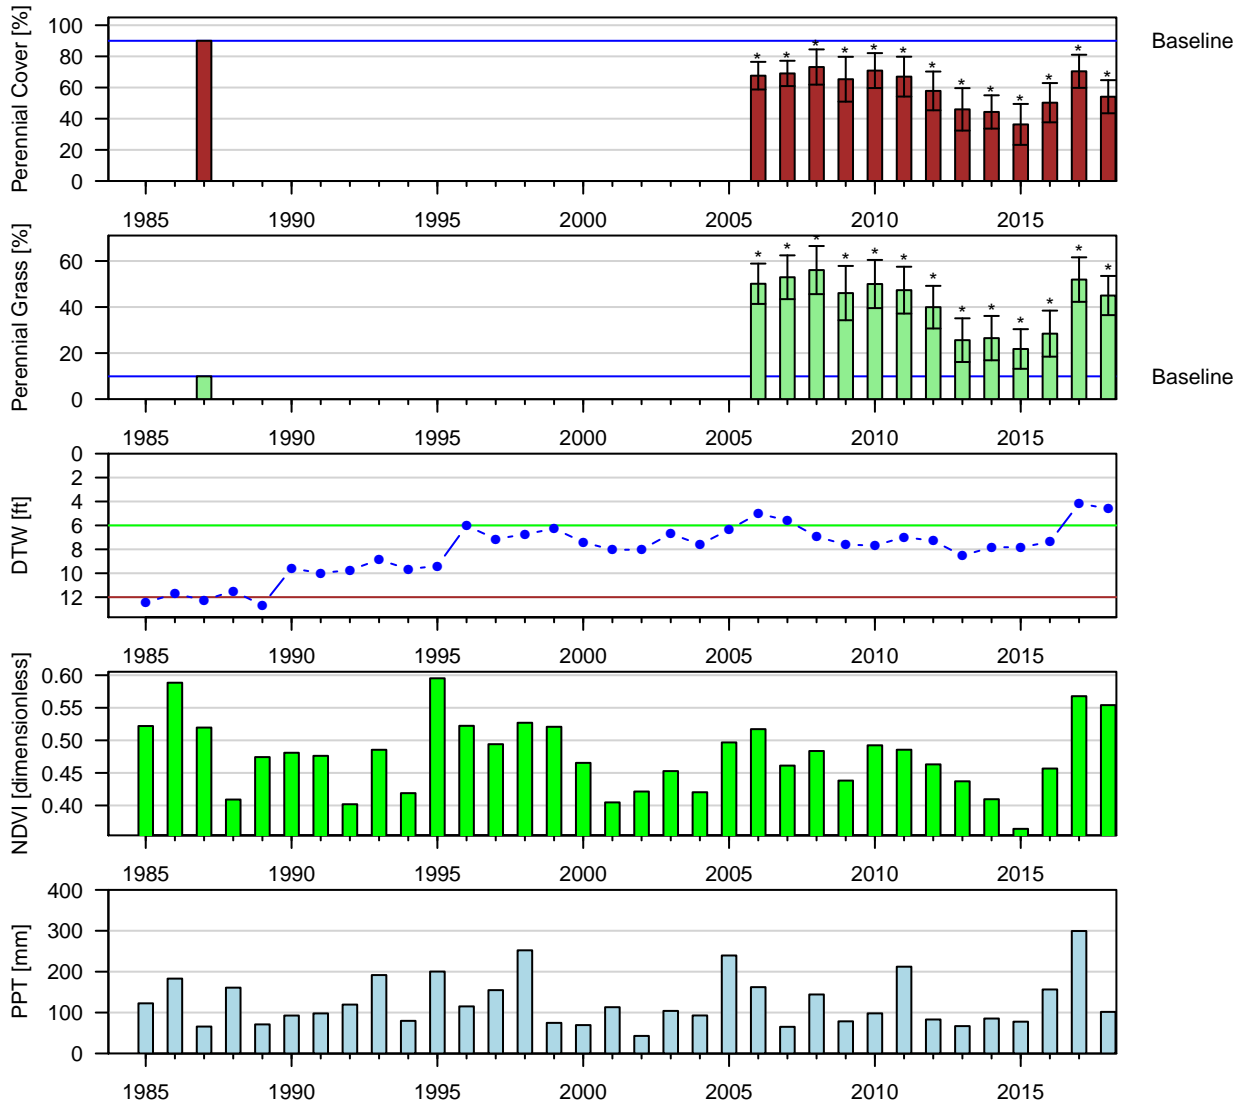 Perennial Cover [%]
100
80
60
40
20
0
* * * * * * * * * * * * *
Baseline
1985 1990 1995 2000 2005 2010 2015
Perennial Grass [%]
60
40
20
0
* * * * * * * * * * * * *
Baseline
1985 1990 1995 2000 2005 2010 2015
DTW [ft]
0
2
4
6
8
10
12
1985 1990 1995 2000 2005 2010 2015
NDVI [dimensionless]
0.60
0.55
0.50
0.45
0.40
1985 1990 1995 2000 2005 2010 2015
PPT [mm]
400
300
200
100
0
1985 1990 1995 2000 2005 2010 2015